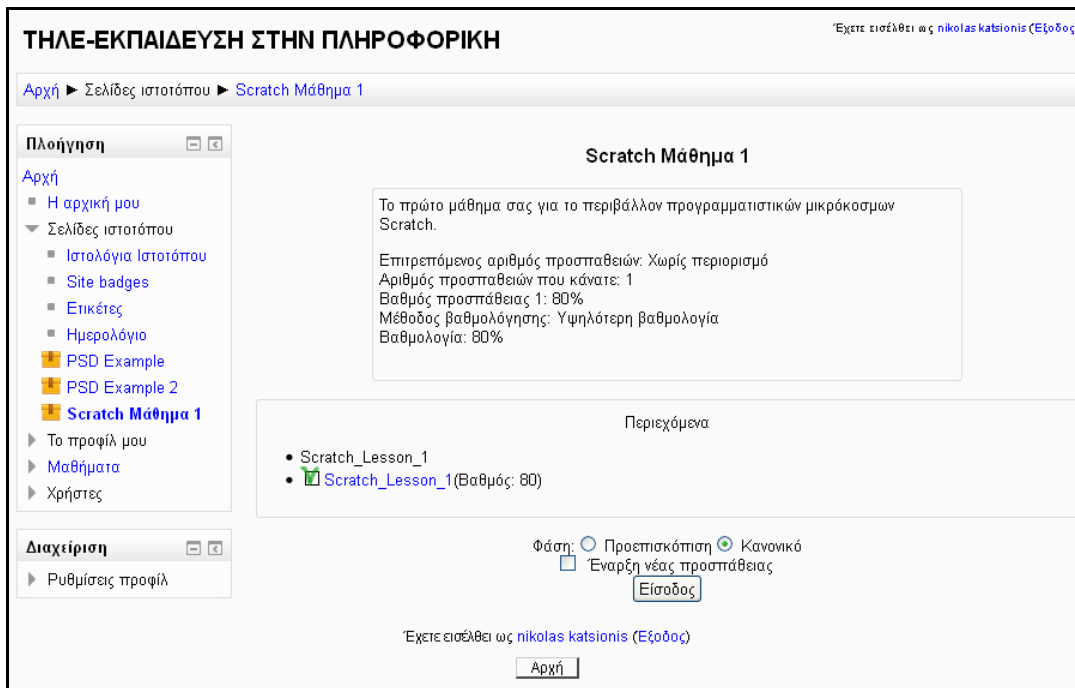 ΤΗΛΕ-ΕΚΠΑΙΔΕΥΣΗ ΣΤΗΝ ΠΛΗΡΟΦΟΡΙΚΗ
Έχετε εισέλθει ως nikolas katsionis (Έξοδος
Αρχή ► Σελίδες ιστοτόπου ► Scratch Μάθημα 1
Πλοήγηση
Αρχή
Η αρχική μου
Σελίδες ιστοτόπου
Ιστολόγια Ιστοτόπου
Site badges
Ετικέτες
Ημερολόγιο
PSD Example
PSD Example 2
Scratch Μάθημα 1
Το προφίλ μου
Μαθήματα
Χρήστες
Διαχείριση
Ρυθμίσεις προφίλ
Scratch Μάθημα 1
Το πρώτο μάθημα σας για το περιβάλλον προγραμματιστικών μικρόκοσμων
Scratch.
Επιτρεπόμενος αριθμός προσπαθειών: Χωρίς περιορισμό
Αριθμός προσπαθειών που κάνατε: 1
Βαθμός προσπάθειας 1: 80%
Μέθοδος βαθμολόγησης: Υψηλότερη βαθμολογία
Βαθμολογία: 80%
Περιεχόμενα
• Scratch_Lesson_1
• Scratch_Lesson_1(Βαθμός: 80)
Φάση: Προεπισκόπιση Κανονικό
Έναρξη νέας προσπάθειας
Είσοδος
Έχετε εισέλθει ως nikolas katsionis (Έξοδος)
Αρχή